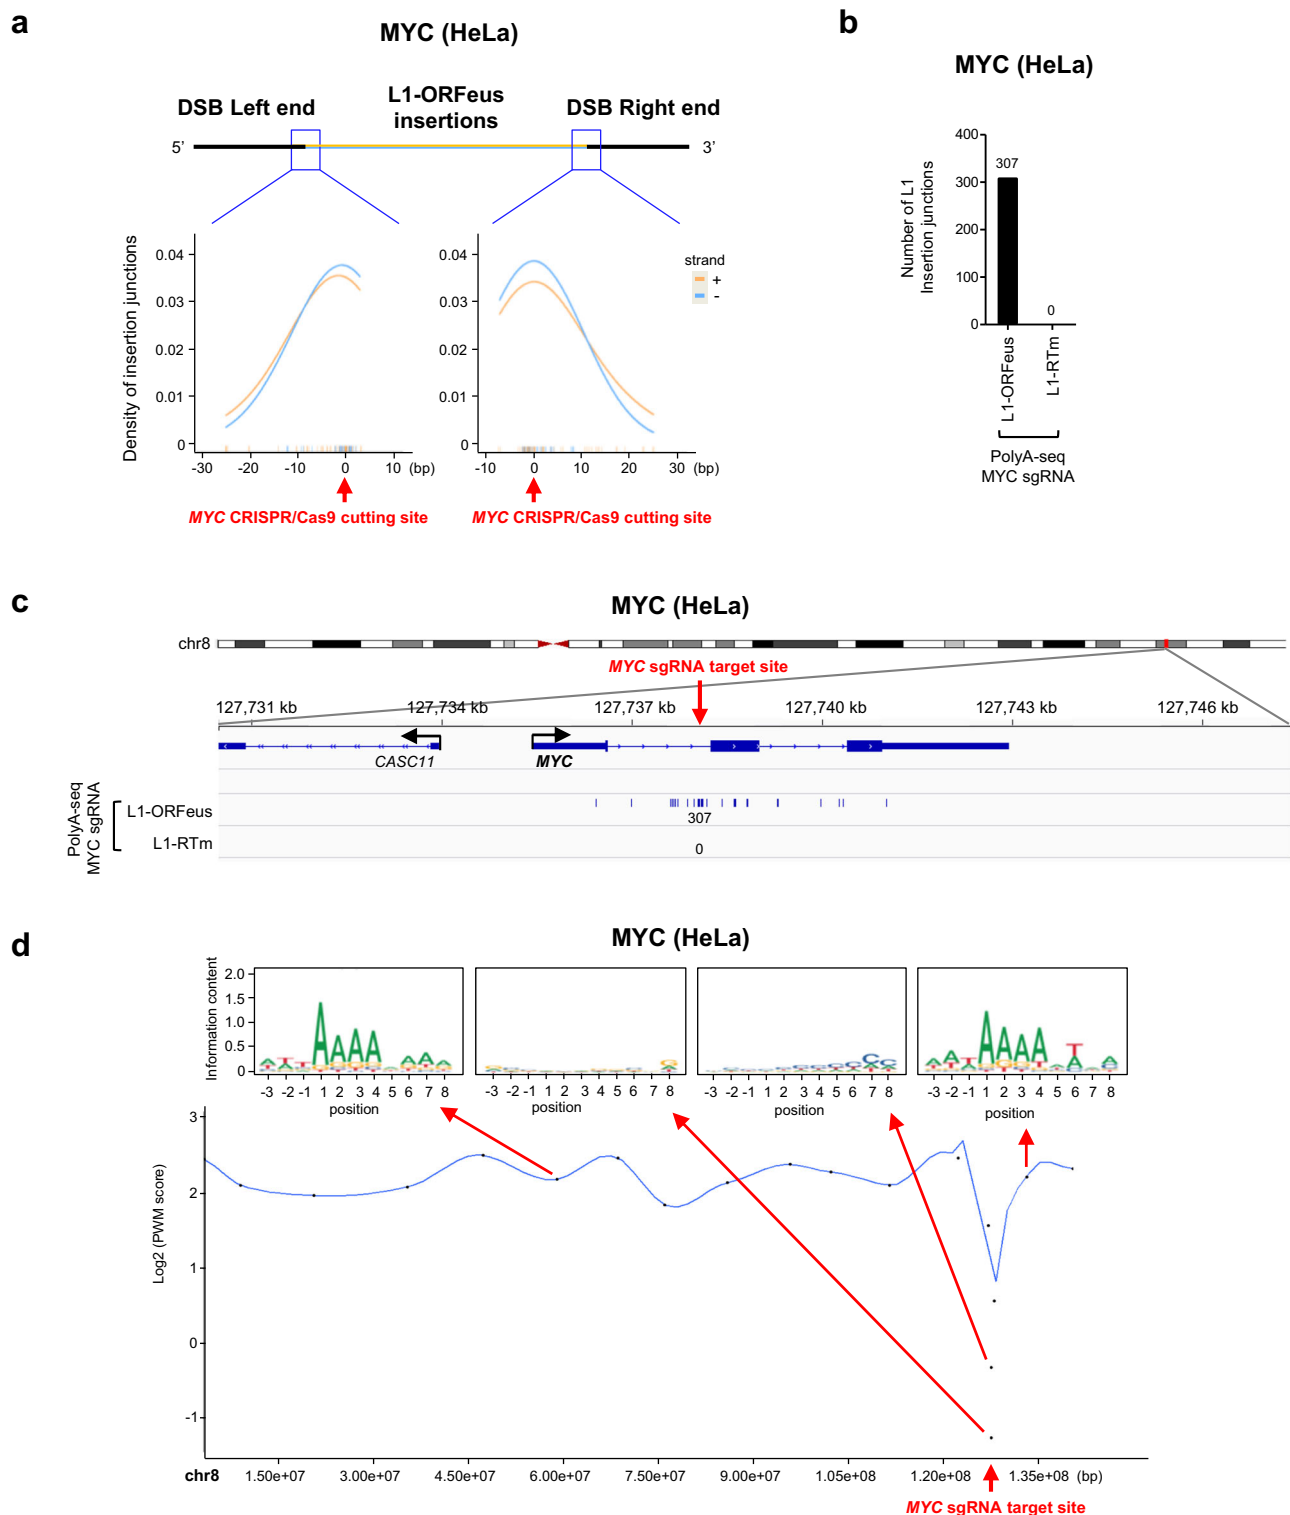 a
MYC (HeLa)
DSB Left end
L1-ORFeus
insertions
DSB Right end
5’
3’
Density of insertion junctions
0.04
0.03
0.02
0.01
0
-30 -20 -10 0 10 (bp)
MYC CRISPR/Cas9 cutting site
0.04
0.03
0.02
0.01
0
-10 0 10 20 30 (bp)
MYC CRISPR/Cas9 cutting site
strand
+
-
b
MYC (HeLa)
Number of L1
Insertion junctions
400
300
200
100
0
307
0
L1-ORFeus
L1-RTm
PolyA-seq
MYC sgRNA
c
MYC (HeLa)
chr8
MYC sgRNA target site
127,731 kb 127,734 kb 127,737 kb 127,740 kb 127,743 kb 127,746 kb
CASC11
MYC
PolyA-seq
MYC sgRNA
L1-ORFeus
307
L1-RTm
0
d
MYC (HeLa)
Information content
2.0
1.5
1.0
0.5
0
-3 -2 -1 1 2 3 4 5 6 7 8
position
-3 -2 -1 1 2 3 4 5 6 7 8
position
-3 -2 -1 1 2 3 4 5 6 7 8
position
-3 -2 -1 1 2 3 4 5 6 7 8
position
Log2 (PWM score)
3
2
1
0
-1
chr8 1.50e+07 3.00e+07 4.50e+07 6.00e+07 7.50e+07 9.00e+07 1.05e+08 1.20e+08 1.35e+08 (bp)
MYC sgRNA target site